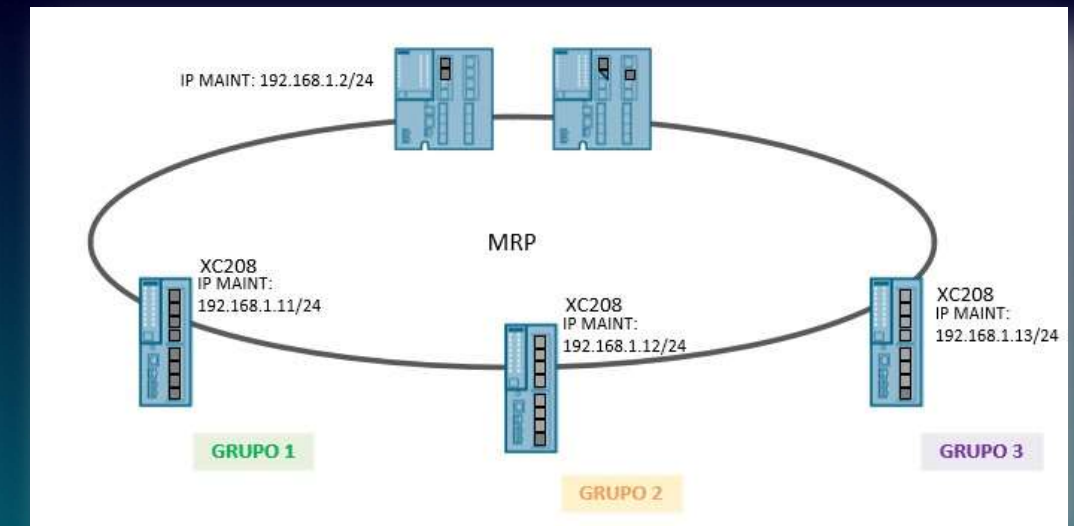 IP MAINT: 192.168.1.2/24
MRP
XC208
IP MAINT:
192.168.1.11/24
XC208
IP MAINT:
192.168.1.12/24
XC208
IP MAINT:
192.168.1.13/24
GRUPO 1
GRUPO 2
GRUPO 3